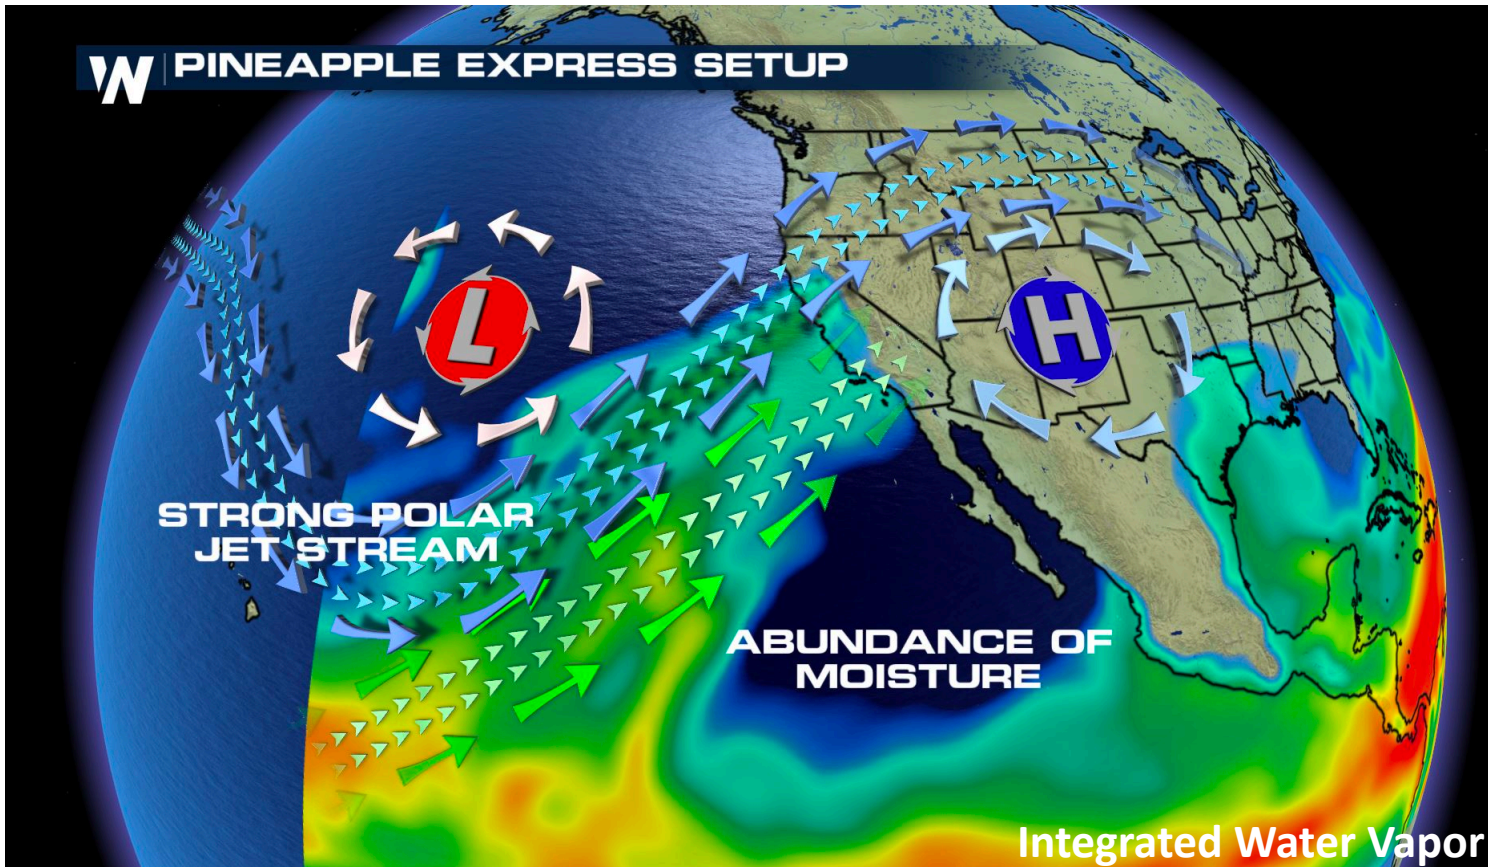 W PINEAPPLE EXPRESS SETUP
L
H
STRONG POLAR
JET STREAM
ABUNDANCE OF
MOISTURE
Integrated Water Vapor